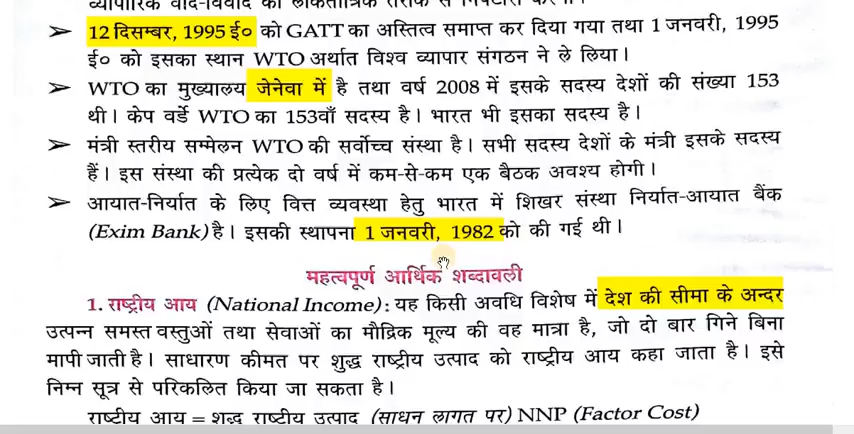 व्यापारिक वाद-विवाद का लोकतांत्रिक तरीके से निपटारा करना।
➢ 12 दिसम्बर, 1995 ई० को GATT का अस्तित्व समाप्त कर दिया गया तथा 1 जनवरी, 1995
ई० को इसका स्थान WTO अर्थात विश्व व्यापार संगठन ने ले लिया।
➢ WTO का मुख्यालय जेनेवा में है तथा वर्ष 2008 में इसके सदस्य देशों की संख्या 153
थी। केप वर्डे WTO का 153वाँ सदस्य है। भारत भी इसका सदस्य है।
➢ मंत्री स्तरीय सम्मेलन WTO की सर्वोच्च संस्था है। सभी सदस्य देशों के मंत्री इसके सदस्य
हैं। इस संस्था की प्रत्येक दो वर्ष में कम-से-कम एक बैठक अवश्य होगी।
➢ आयात-निर्यात के लिए वित्त व्यवस्था हेतु भारत में शिखर संस्था निर्यात-आयात बैंक
(Exim Bank) है। इसकी स्थापना 1 जनवरी, 1982 को की गई थी।
महत्वपूर्ण आर्थिक शब्दावली
1. राष्ट्रीय आय (National Income) : यह किसी अवधि विशेष में देश की सीमा के अन्दर
उत्पन्न समस्त वस्तुओं तथा सेवाओं का मौद्रिक मूल्य की वह मात्रा है, जो दो बार गिने बिना
मापी जाती है। साधारण कीमत पर शुद्ध राष्ट्रीय उत्पाद को राष्ट्रीय आय कहा जाता है। इसे
निम्न सूत्र से परिकलित किया जा सकता है।
राष्ट्रीय आय = शुद्ध राष्ट्रीय उत्पाद (साधन लागत पर) NNP (Factor Cost)